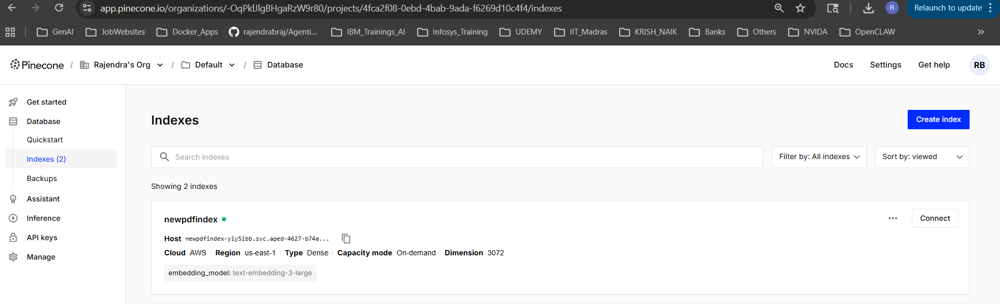 app.pinecone.io/organizations/-OqPklJlgBHgaRzW9r80/projects/4fca2f08-0ebd-4bab-9ada-f6269d10c4f4/indexes R Relaunch to update
GenAI JobWebsites Docker_Apps rajendrabraj/Agenti... IBM_Trainings_AI Infosys_Training UDEMY IIT_Madras KRISH_NAIK Banks Others NVIDA OpenCLAW »
Pinecone / Rajendra's Org / Default / Database Docs Settings Get help RB
Get started
Database
Quickstart
Indexes (2)
Backups
Assistant
Inference
API keys
Manage
Indexes Create index
Search indexes Filter by: All indexes Sort by: viewed
Showing 2 indexes
newpdfindex Connect
Host newpdfindex-yiy5ibb.svc.aped-4627-b74a...
Cloud AWS Region us-east-1 Type Dense Capacity mode On-demand Dimension 3072
embedding_model: text-embedding-3-large